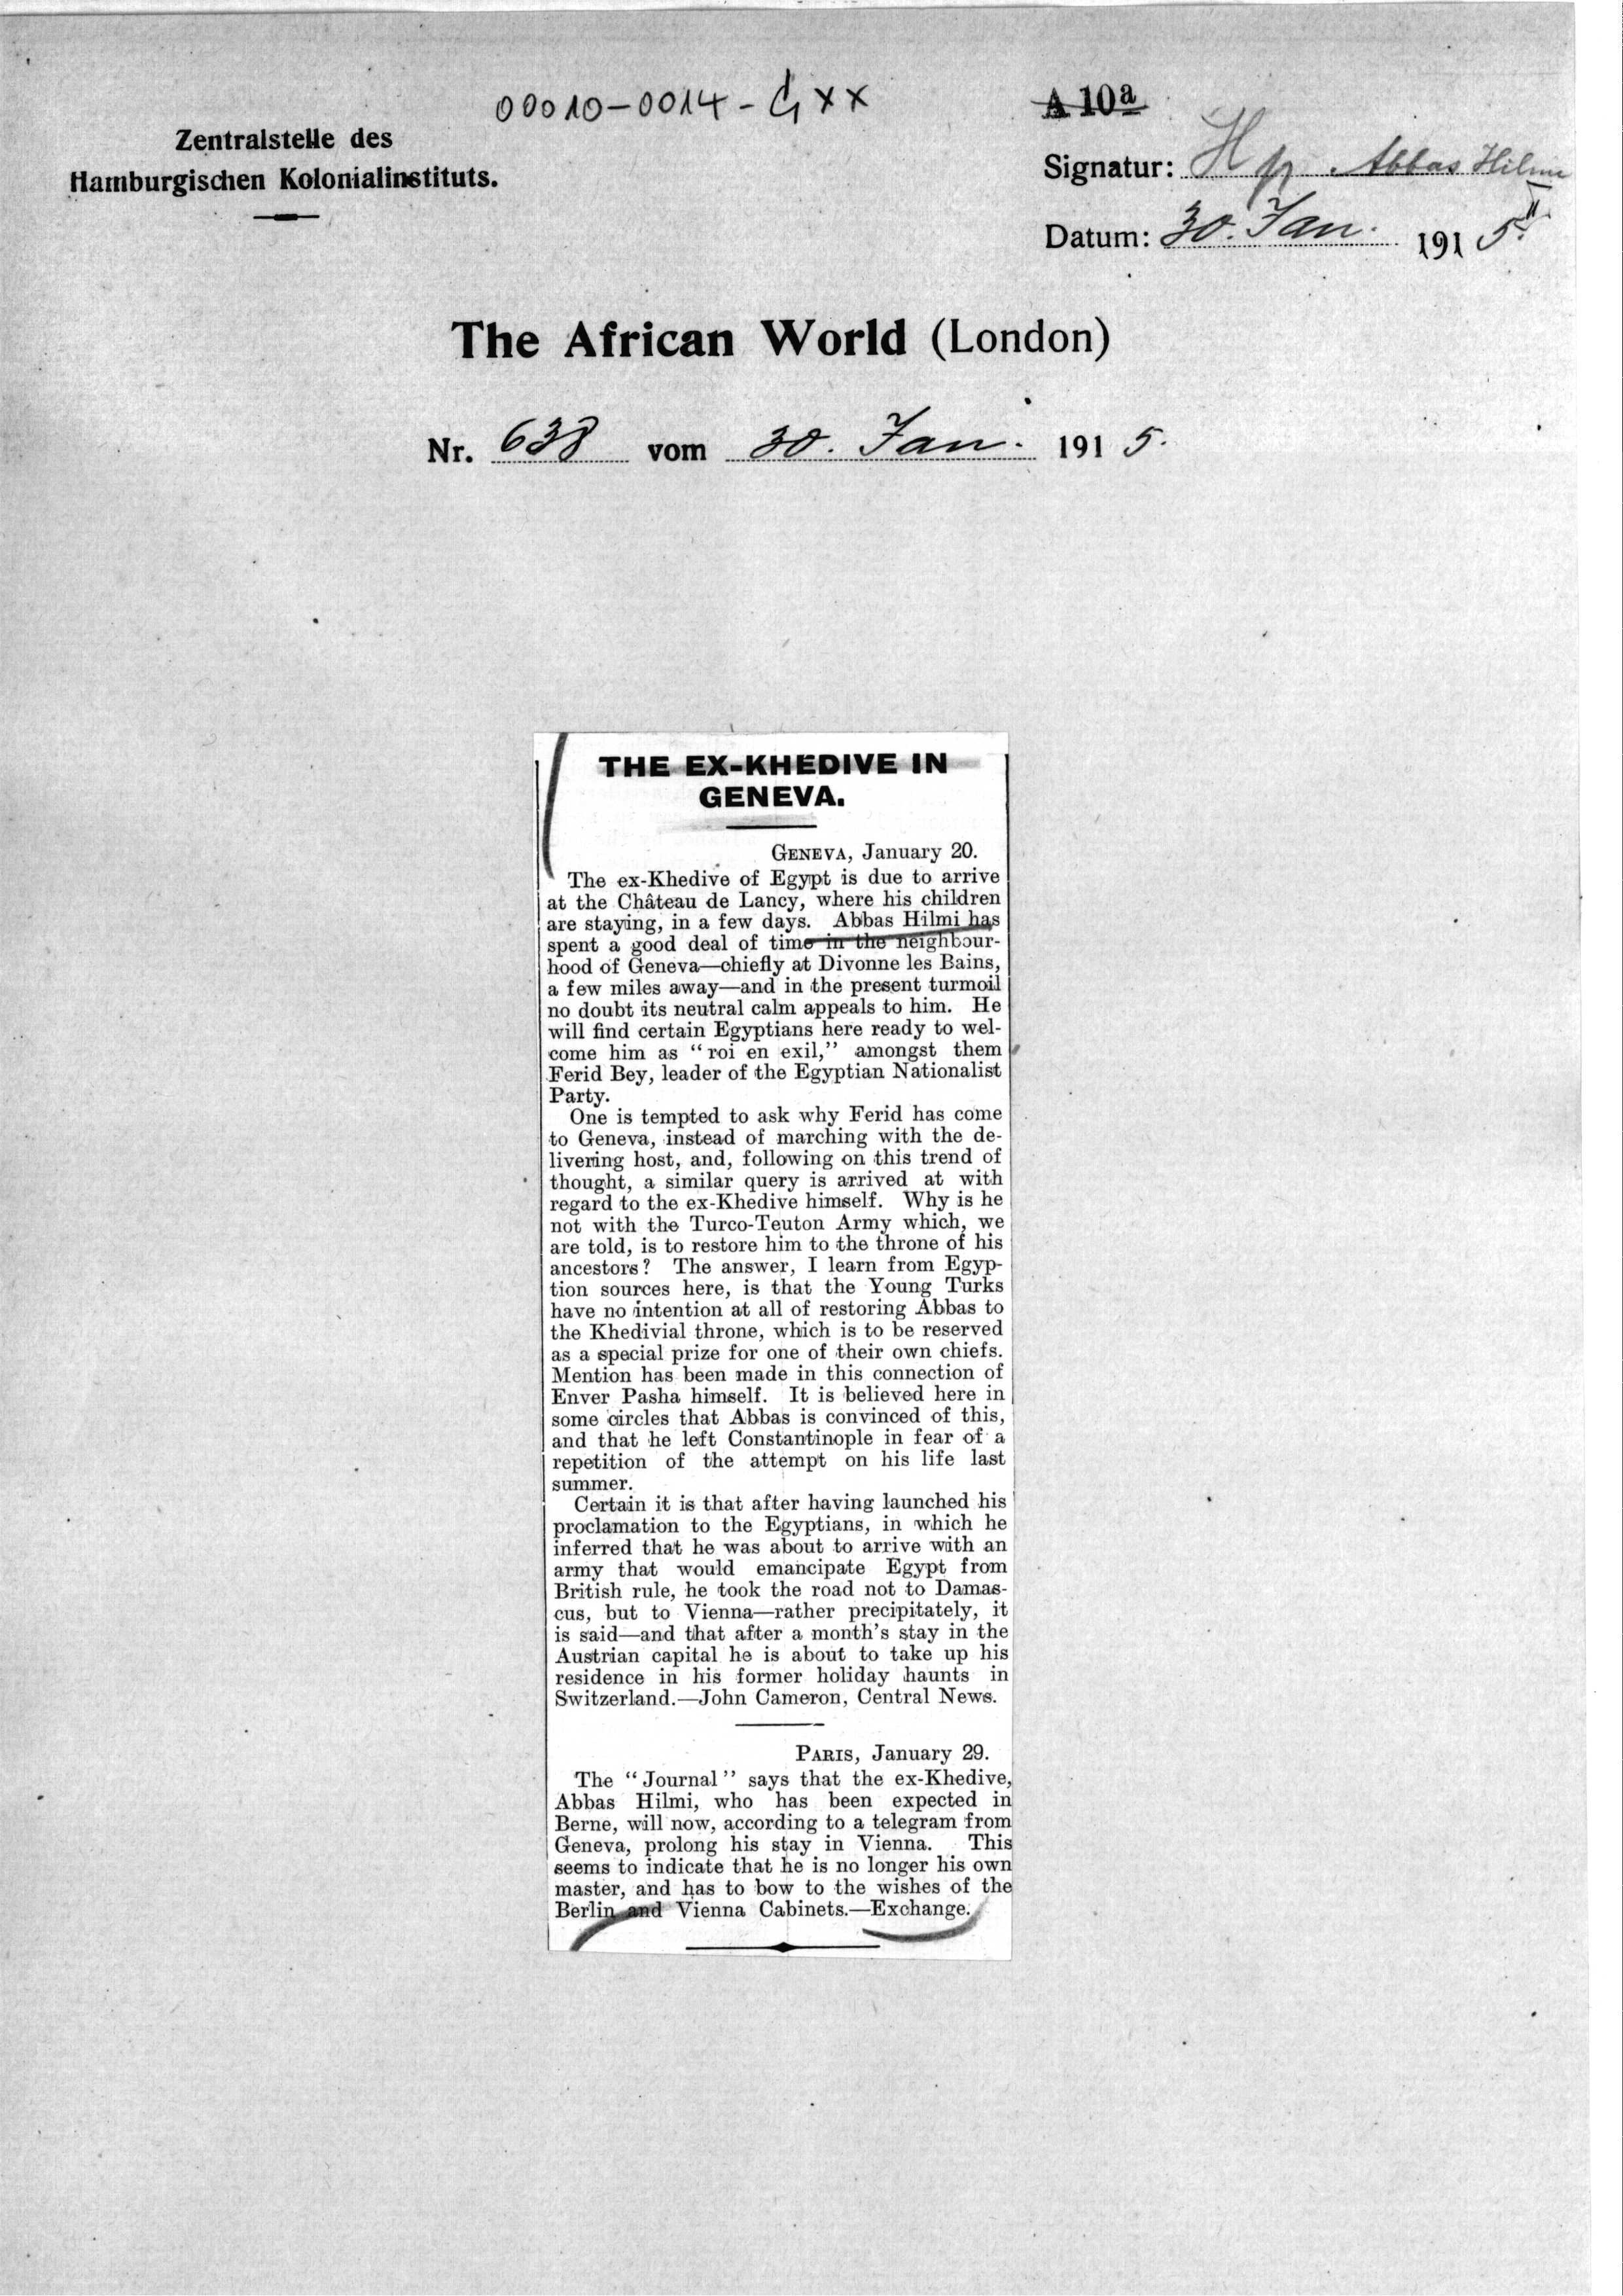 00010-0014-GXX
A 10a
Zentralstelle des
Hamburgischen Kolonialinstituts.
Signatur: Hp Abbas Hilmi II
Datum: 30. Jan. 1915.
The African World (London)
Nr. 638 vom 30. Jan. 1915.
THE EX-KHEDIVE IN
GENEVA.
GENEVA, January 20.
The ex-Khedive of Egypt is due to arrive
at the Château de Lancy, where his children
are staying, in a few days. Abbas Hilmi has
spent a good deal of time in the neighbour-
hood of Geneva—chiefly at Divonne les Bains,
a few miles away—and in the present turmoil
no doubt its neutral calm appeals to him. He
will find certain Egyptians here ready to wel-
come him as "roi en exil," amongst them
Ferid Bey, leader of the Egyptian Nationalist
Party.
One is tempted to ask why Ferid has come
to Geneva, instead of marching with the de-
livering host, and, following on this trend of
thought, a similar query is arrived at with
regard to the ex-Khedive himself. Why is he
not with the Turco-Teuton Army which, we
are told, is to restore him to the throne of his
ancestors? The answer, I learn from Egyp-
tion sources here, is that the Young Turks
have no intention at all of restoring Abbas to
the Khedivial throne, which is to be reserved
as a special prize for one of their own chiefs.
Mention has been made in this connection of
Enver Pasha himself. It is believed here in
some circles that Abbas is convinced of this,
and that he left Constantinople in fear of a
repetition of the attempt on his life last
summer.
Certain it is that after having launched his
proclamation to the Egyptians, in which he
inferred that he was about to arrive with an
army that would emancipate Egypt from
British rule, he took the road not to Damas-
cus, but to Vienna—rather precipitately, it
is said—and that after a month's stay in the
Austrian capital he is about to take up his
residence in his former holiday haunts in
Switzerland.—John Cameron, Central News.
PARIS, January 29.
The "Journal" says that the ex-Khedive,
Abbas Hilmi, who has been expected in
Berne, will now, according to a telegram from
Geneva, prolong his stay in Vienna. This
seems to indicate that he is no longer his own
master, and has to bow to the wishes of the
Berlin and Vienna Cabinets.—Exchange.